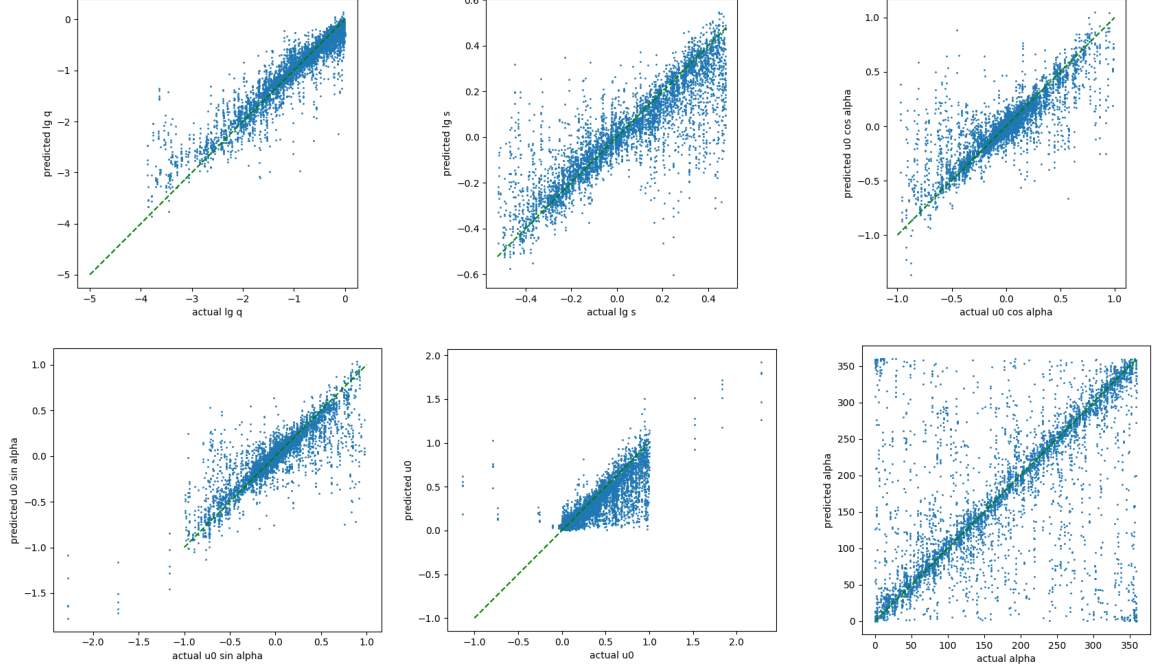 0
−1
−2
−3
−4
−5
predicted lg q
−5 −4 −3 −2 −1 0
actual lg q
0.6
0.4
0.2
0.0
−0.2
−0.4
−0.6
predicted lg s
−0.4 −0.2 0.0 0.2 0.4
actual lg s
1.0
0.5
0.0
−0.5
−1.0
predicted u0 cos alpha
−1.0 −0.5 0.0 0.5 1.0
actual u0 cos alpha
1.0
0.5
0.0
−0.5
−1.0
−1.5
predicted u0 sin alpha
−2.0 −1.5 −1.0 −0.5 0.0 0.5 1.0
actual u0 sin alpha
2.0
1.5
1.0
0.5
0.0
−0.5
−1.0
predicted u0
−1.0 −0.5 0.0 0.5 1.0 1.5 2.0
actual u0
350
300
250
200
150
100
50
0
predicted alpha
0 50 100 150 200 250 300 350
actual alpha